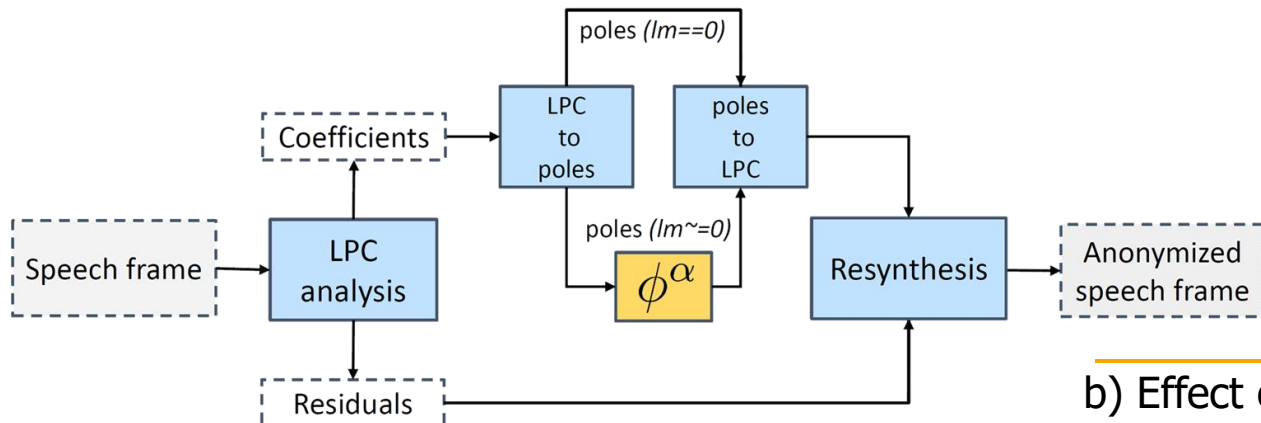 poles (Im==0)
LPC
to
poles
poles
to
LPC
Coefficients
poles (Im~=0)
Speech frame
LPC
analysis
ϕ^α
Resynthesis
Anonymized
speech frame
Residuals
b) Effect